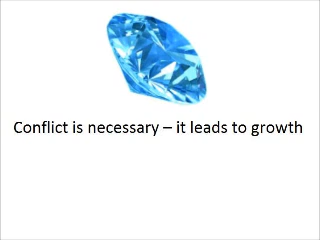 Conflict is necessary – it leads to growth